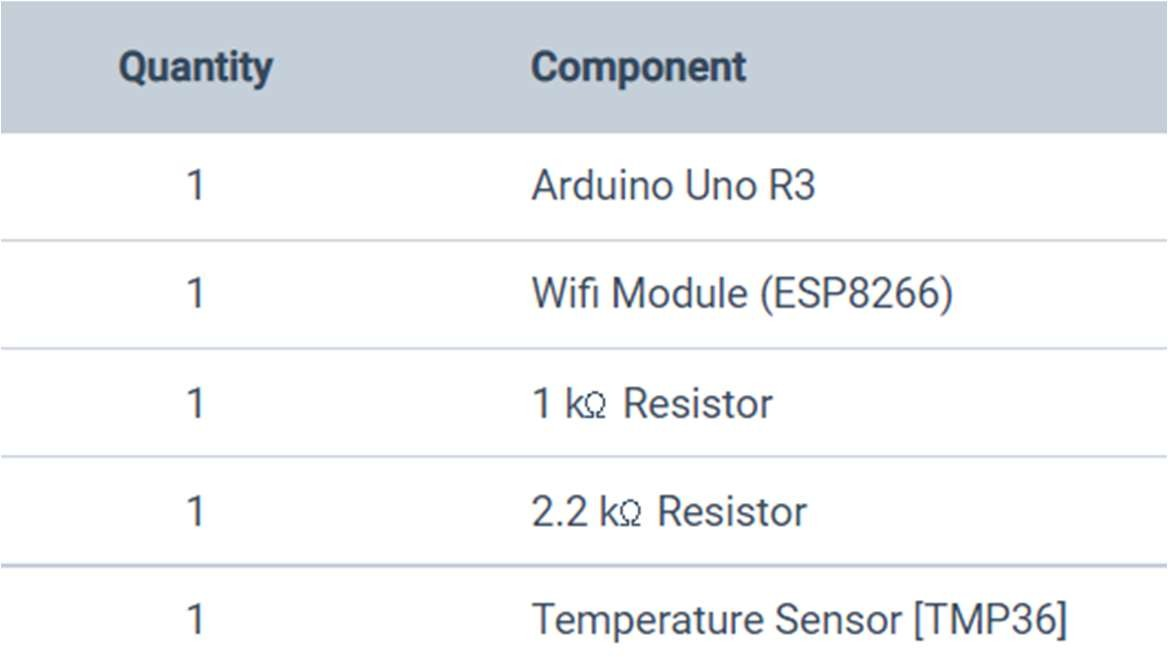 Quantity Component
1 Arduino Uno R3
1 Wifi Module (ESP8266)
1 1 kΩ Resistor
1 2.2 kΩ Resistor
1 Temperature Sensor [TMP36]